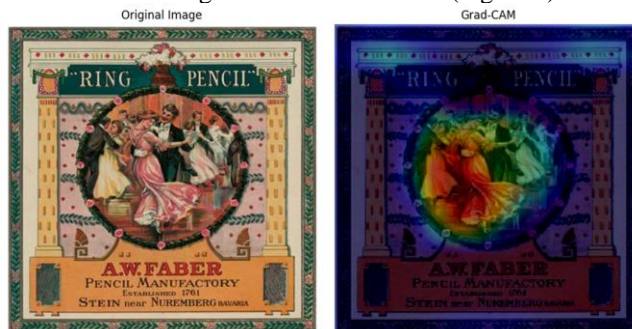 Original Image
"RING PENCIL"
A.W. FABER
PENCIL MANUFACTORY
ESTABLISHED 1761
STEIN near NUREMBERG BAVARIA
Grad-CAM
"RING PENCIL"
A.W. FABER
PENCIL MANUFACTORY
ESTABLISHED 1761
STEIN near NUREMBERG BAVARIA